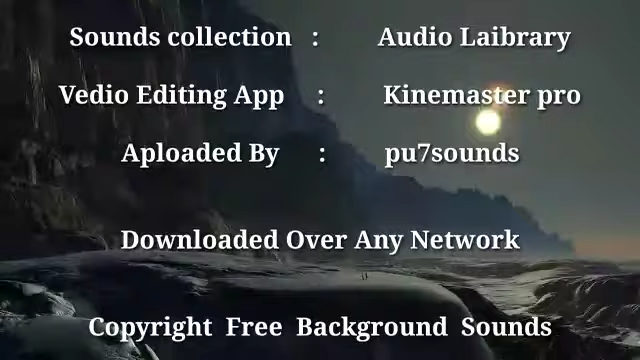 Sounds collection : Audio Laibrary
Vedio Editing App : Kinemaster pro
Aploaded By : pu7sounds
Downloaded Over Any Network
Copyright Free Background Sounds